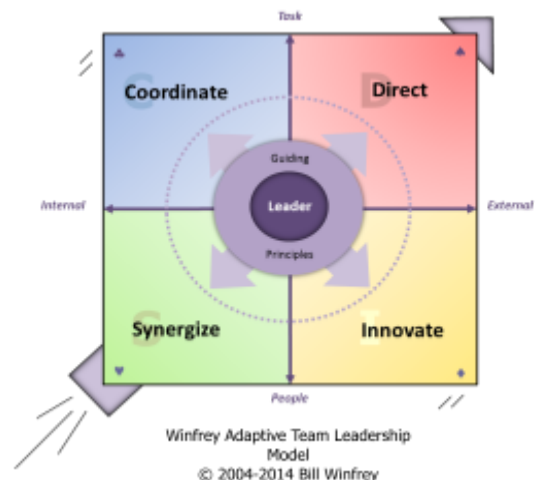 Task
C
Coordinate
D
Direct
Guiding
Internal
Leader
External
Principles
S
Synergize
I
Innovate
People
Winfrey Adaptive Team Leadership
Model
© 2004-2014 Bill Winfrey